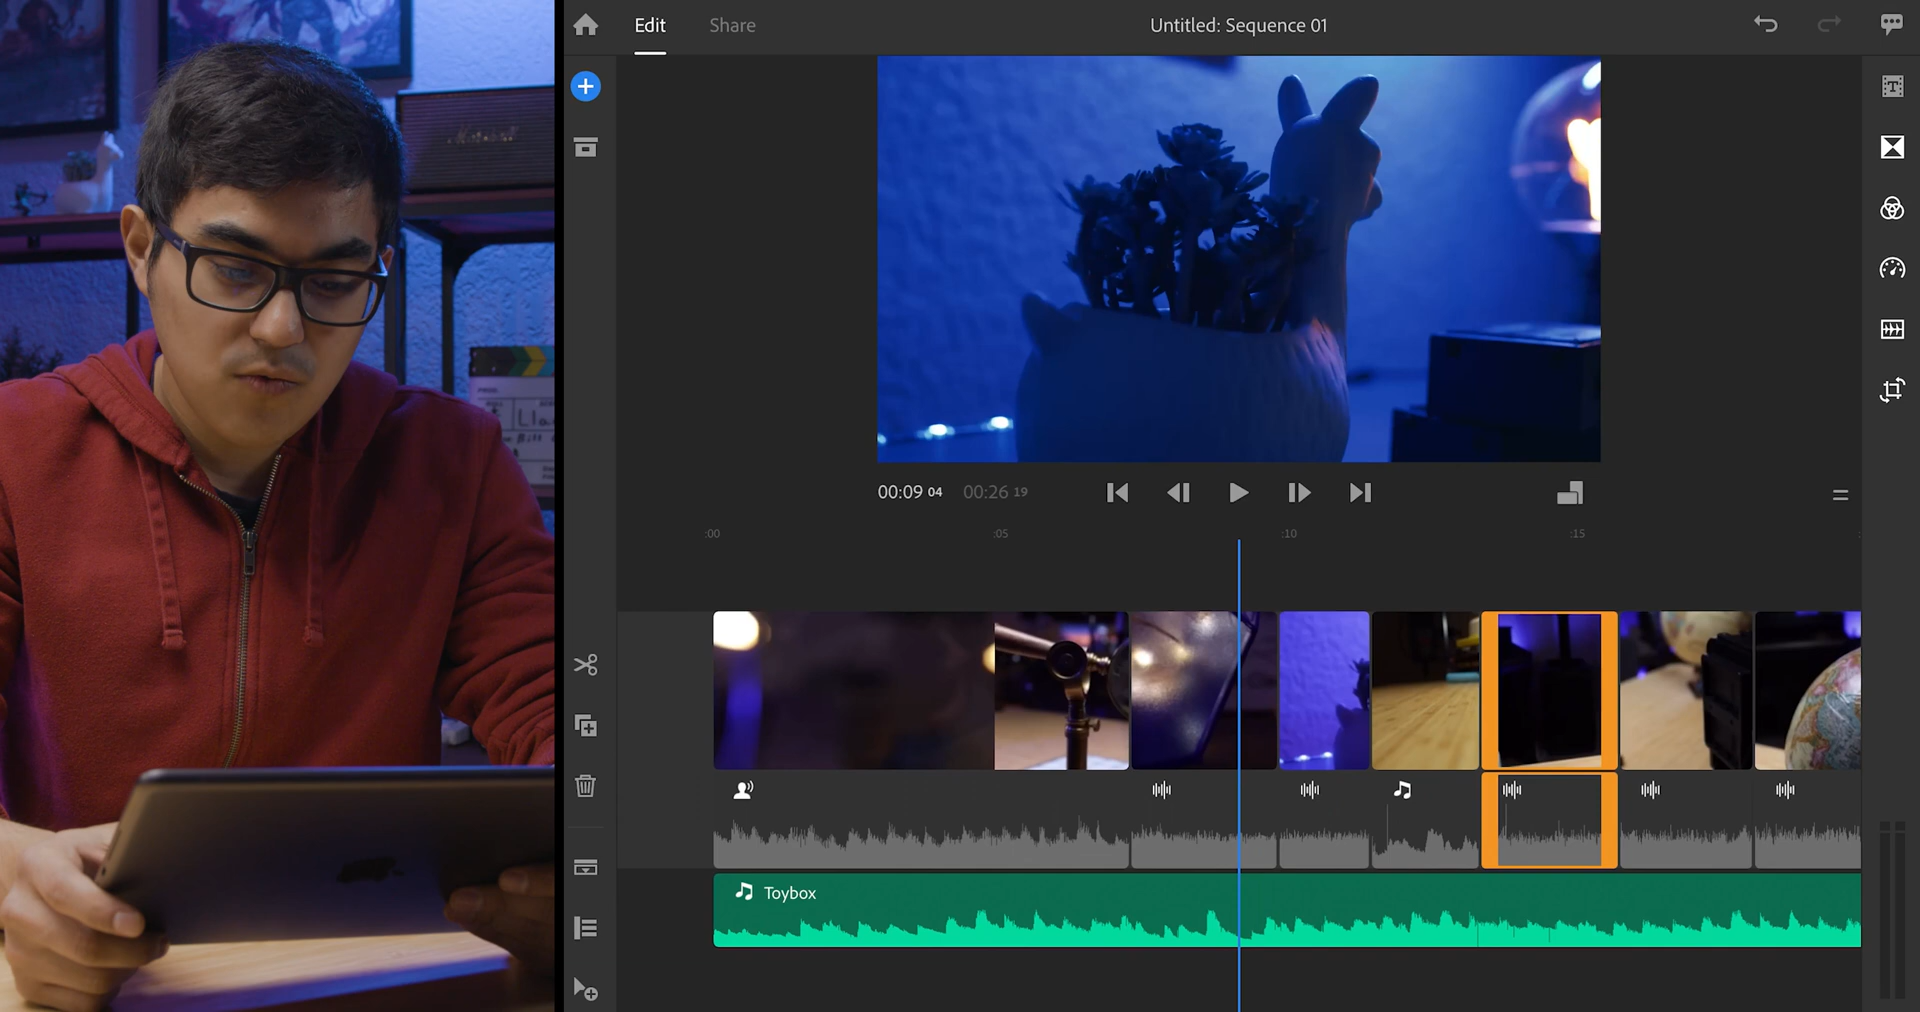 Edit
Share
Untitled: Sequence 01
00:09 04
00:26 19
:00
:05
:10
:15
Toybox